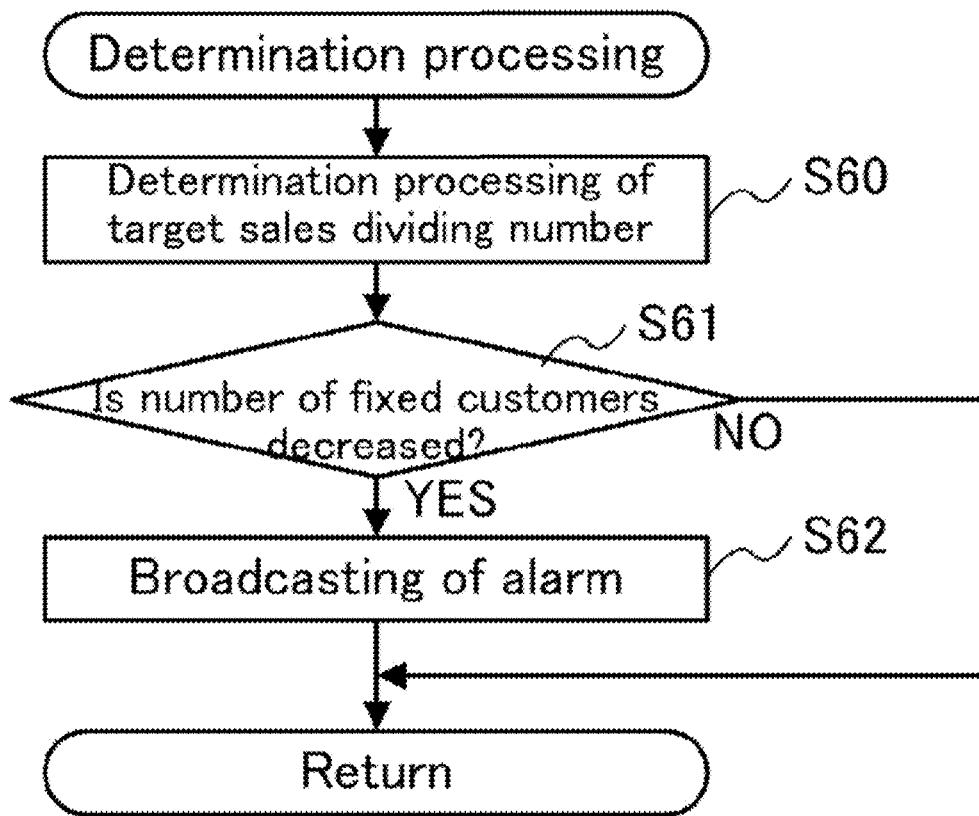 Determination processing
Determination processing of
target sales dividing number
S60
S61
Is number of fixed customers
decreased?
NO
YES
Broadcasting of alarm
S62
Return